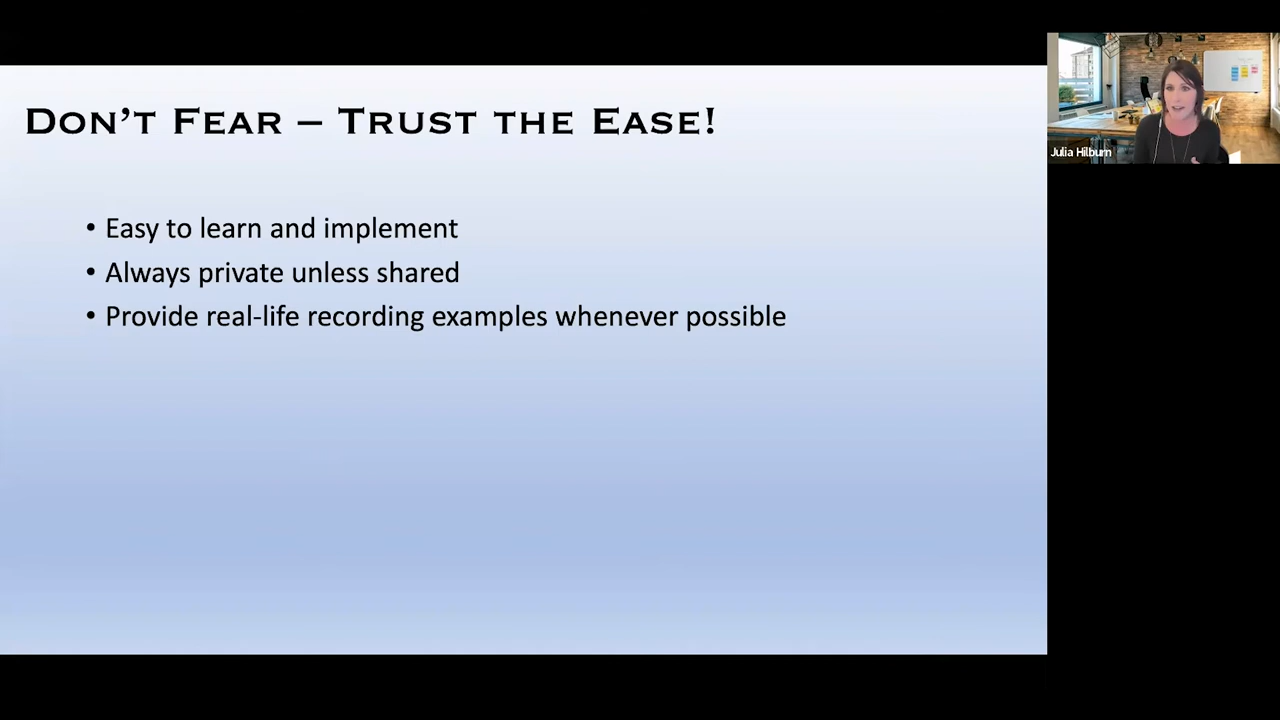 Don't Fear – Trust the Ease!
• Easy to learn and implement
• Always private unless shared
• Provide real-life recording examples whenever possible
Julia Hilburn